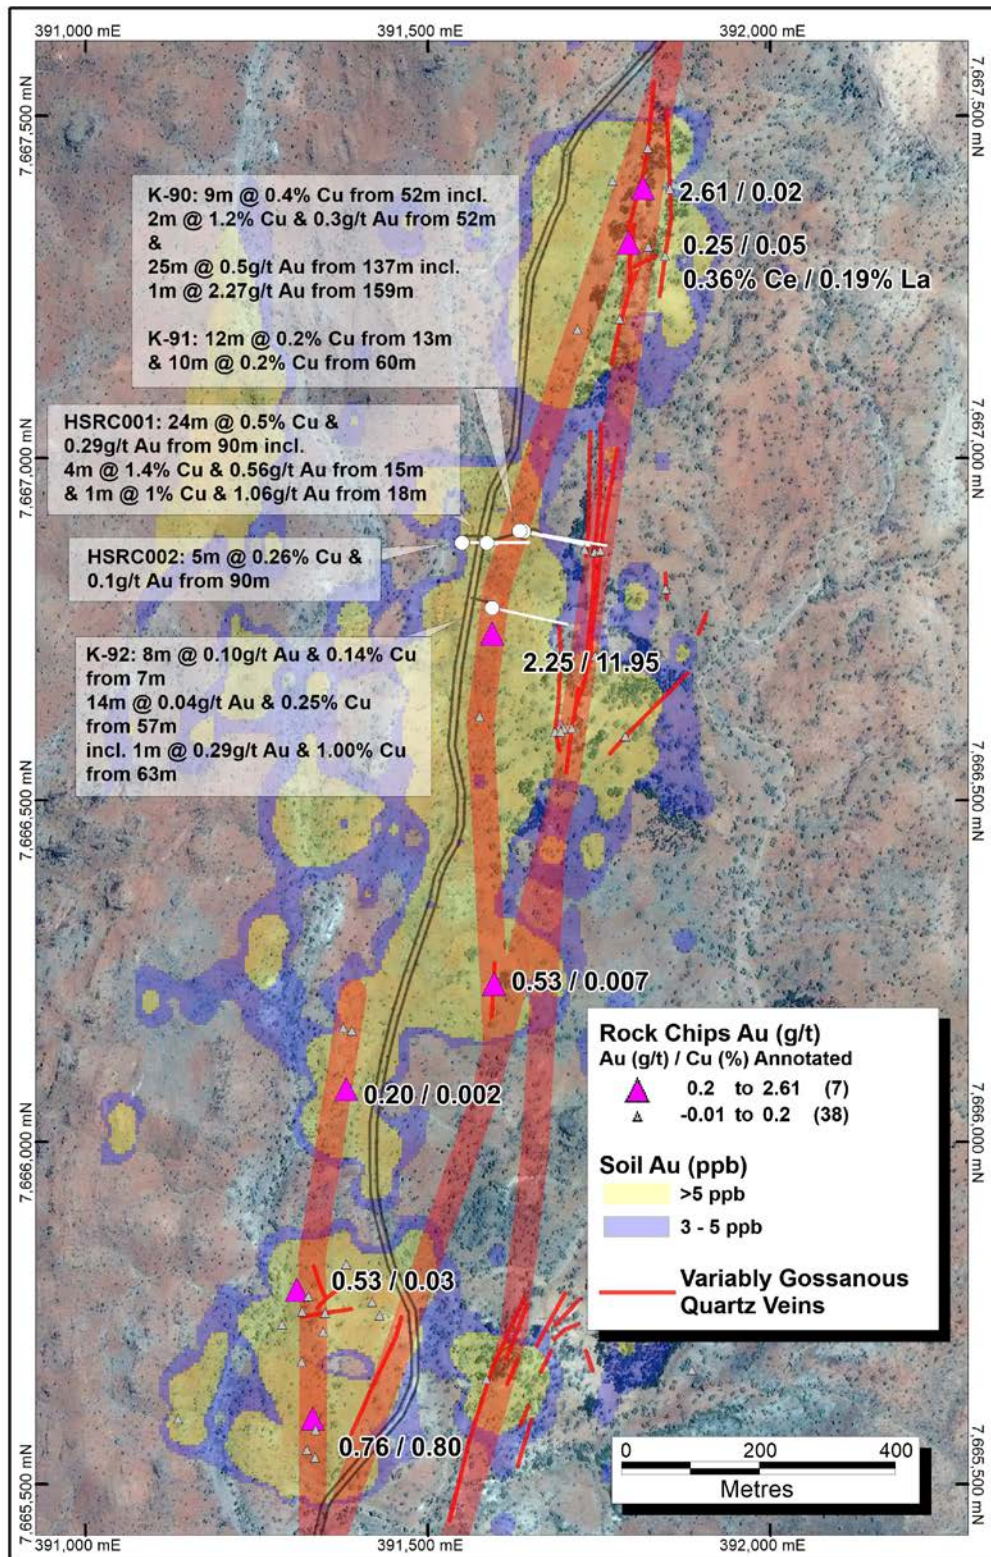 391,000 mE
391,500 mE
392,000 mE
7,667,500 mN
7,667,500 mN
K-90: 9m @ 0.4% Cu from 52m incl.
2m @ 1.2% Cu & 0.3g/t Au from 52m
&
25m @ 0.5g/t Au from 137m incl.
1m @ 2.27g/t Au from 159m
K-91: 12m @ 0.2% Cu from 13m
& 10m @ 0.2% Cu from 60m
2.61 / 0.02
0.25 / 0.05
0.36% Ce / 0.19% La
HSRC001: 24m @ 0.5% Cu &
0.29g/t Au from 90m incl.
4m @ 1.4% Cu & 0.56g/t Au from 15m
& 1m @ 1% Cu & 1.06g/t Au from 18m
7,667,000 mN
7,667,000 mN
HSRC002: 5m @ 0.26% Cu &
0.1g/t Au from 90m
K-92: 8m @ 0.10g/t Au & 0.14% Cu
from 7m
14m @ 0.04g/t Au & 0.25% Cu
from 57m
incl. 1m @ 0.29g/t Au & 1.00% Cu
from 63m
2.25 / 11.95
7,666,500 mN
7,666,500 mN
0.53 / 0.007
0.20 / 0.002
7,666,000 mN
7,666,000 mN
Rock Chips Au (g/t)
Au (g/t) / Cu (%) Annotated
0.2 to 2.61 (7)
-0.01 to 0.2 (38)
Soil Au (ppb)
>5 ppb
3 - 5 ppb
Variably Gossanous
Quartz Veins
0.53 / 0.03
0.76 / 0.80
0 200 400
Metres
7,665,500 mN
7,665,500 mN
391,000 mE
391,500 mE
392,000 mE